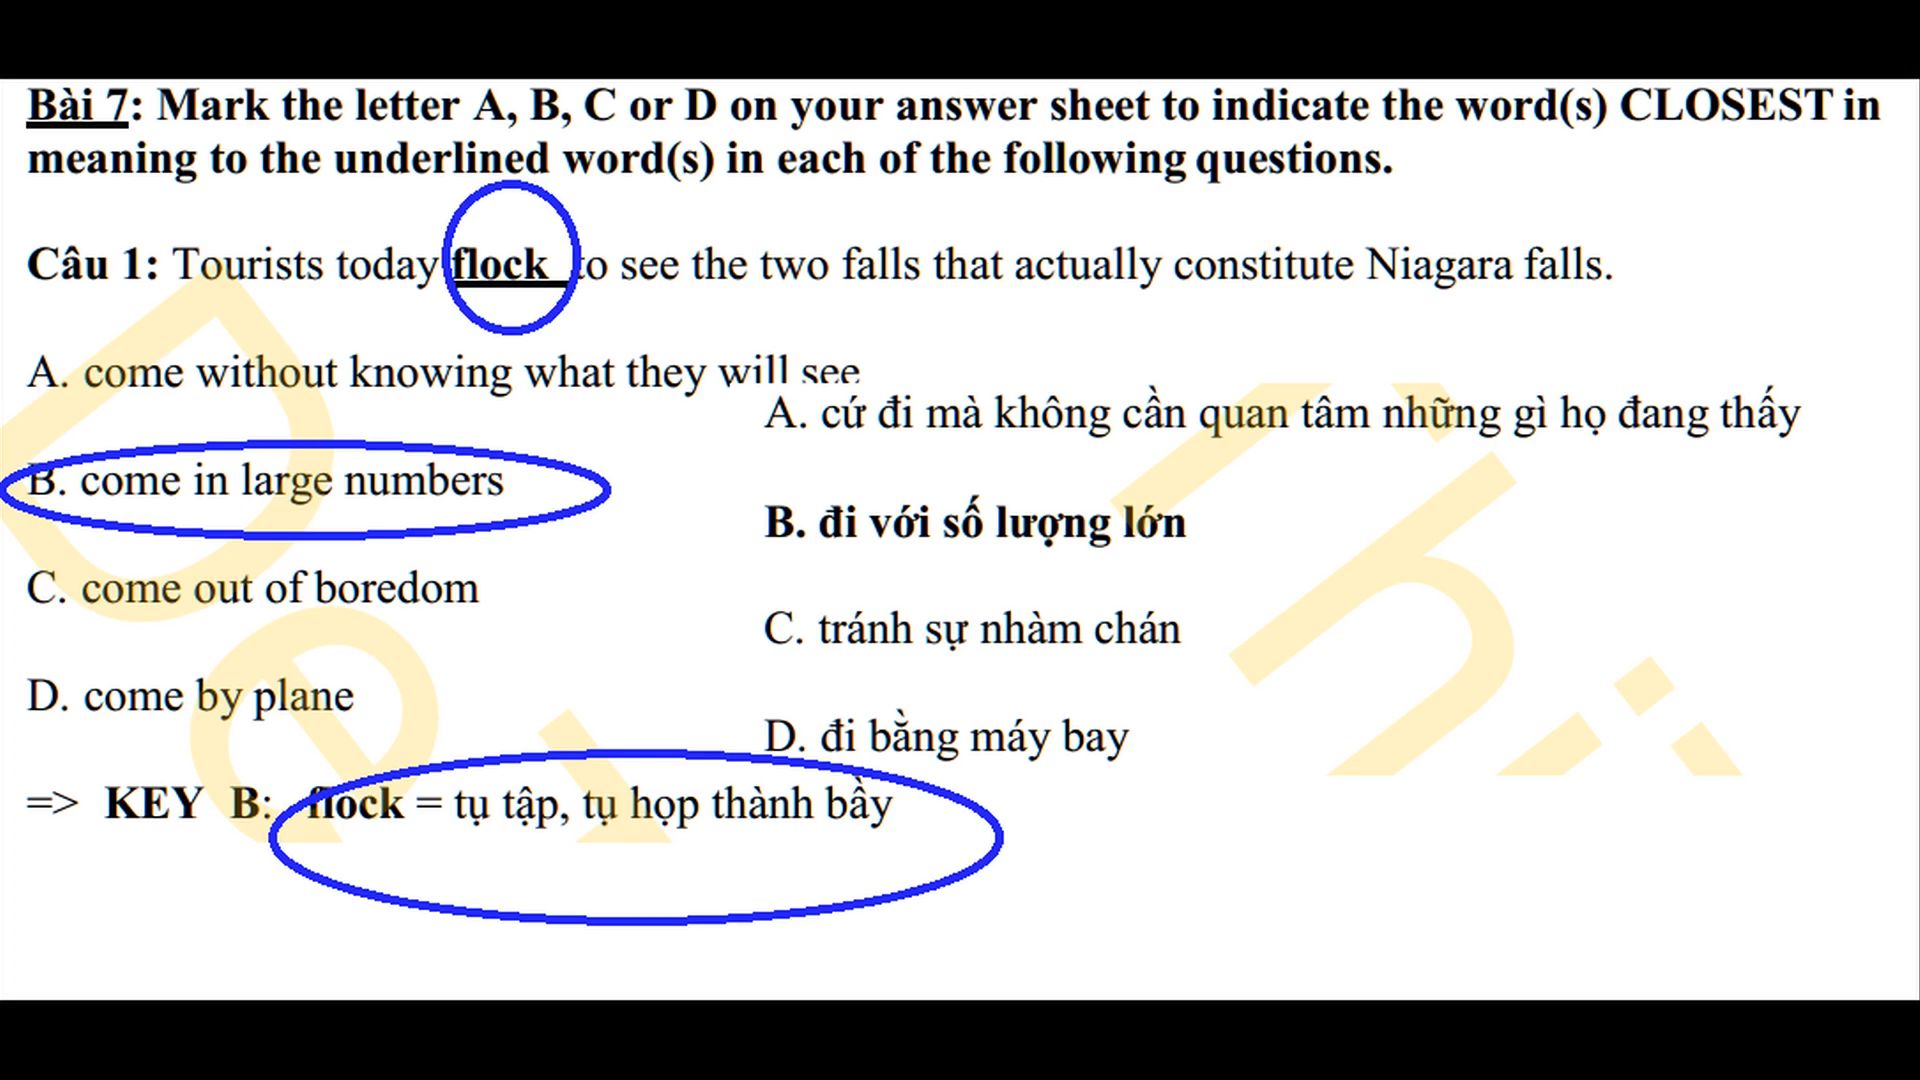 Bài 7: Mark the letter A, B, C or D on your answer sheet to indicate the word(s) CLOSEST in
meaning to the underlined word(s) in each of the following questions.
Câu 1: Tourists today flock to see the two falls that actually constitute Niagara falls.
A. come without knowing what they will see
A. cứ đi mà không cần quan tâm những gì họ đang thấy
B. come in large numbers
B. đi với số lượng lớn
C. come out of boredom
C. tránh sự nhàm chán
D. come by plane
D. đi bằng máy bay
=> KEY B: flock = tụ tập, tụ họp thành bầy